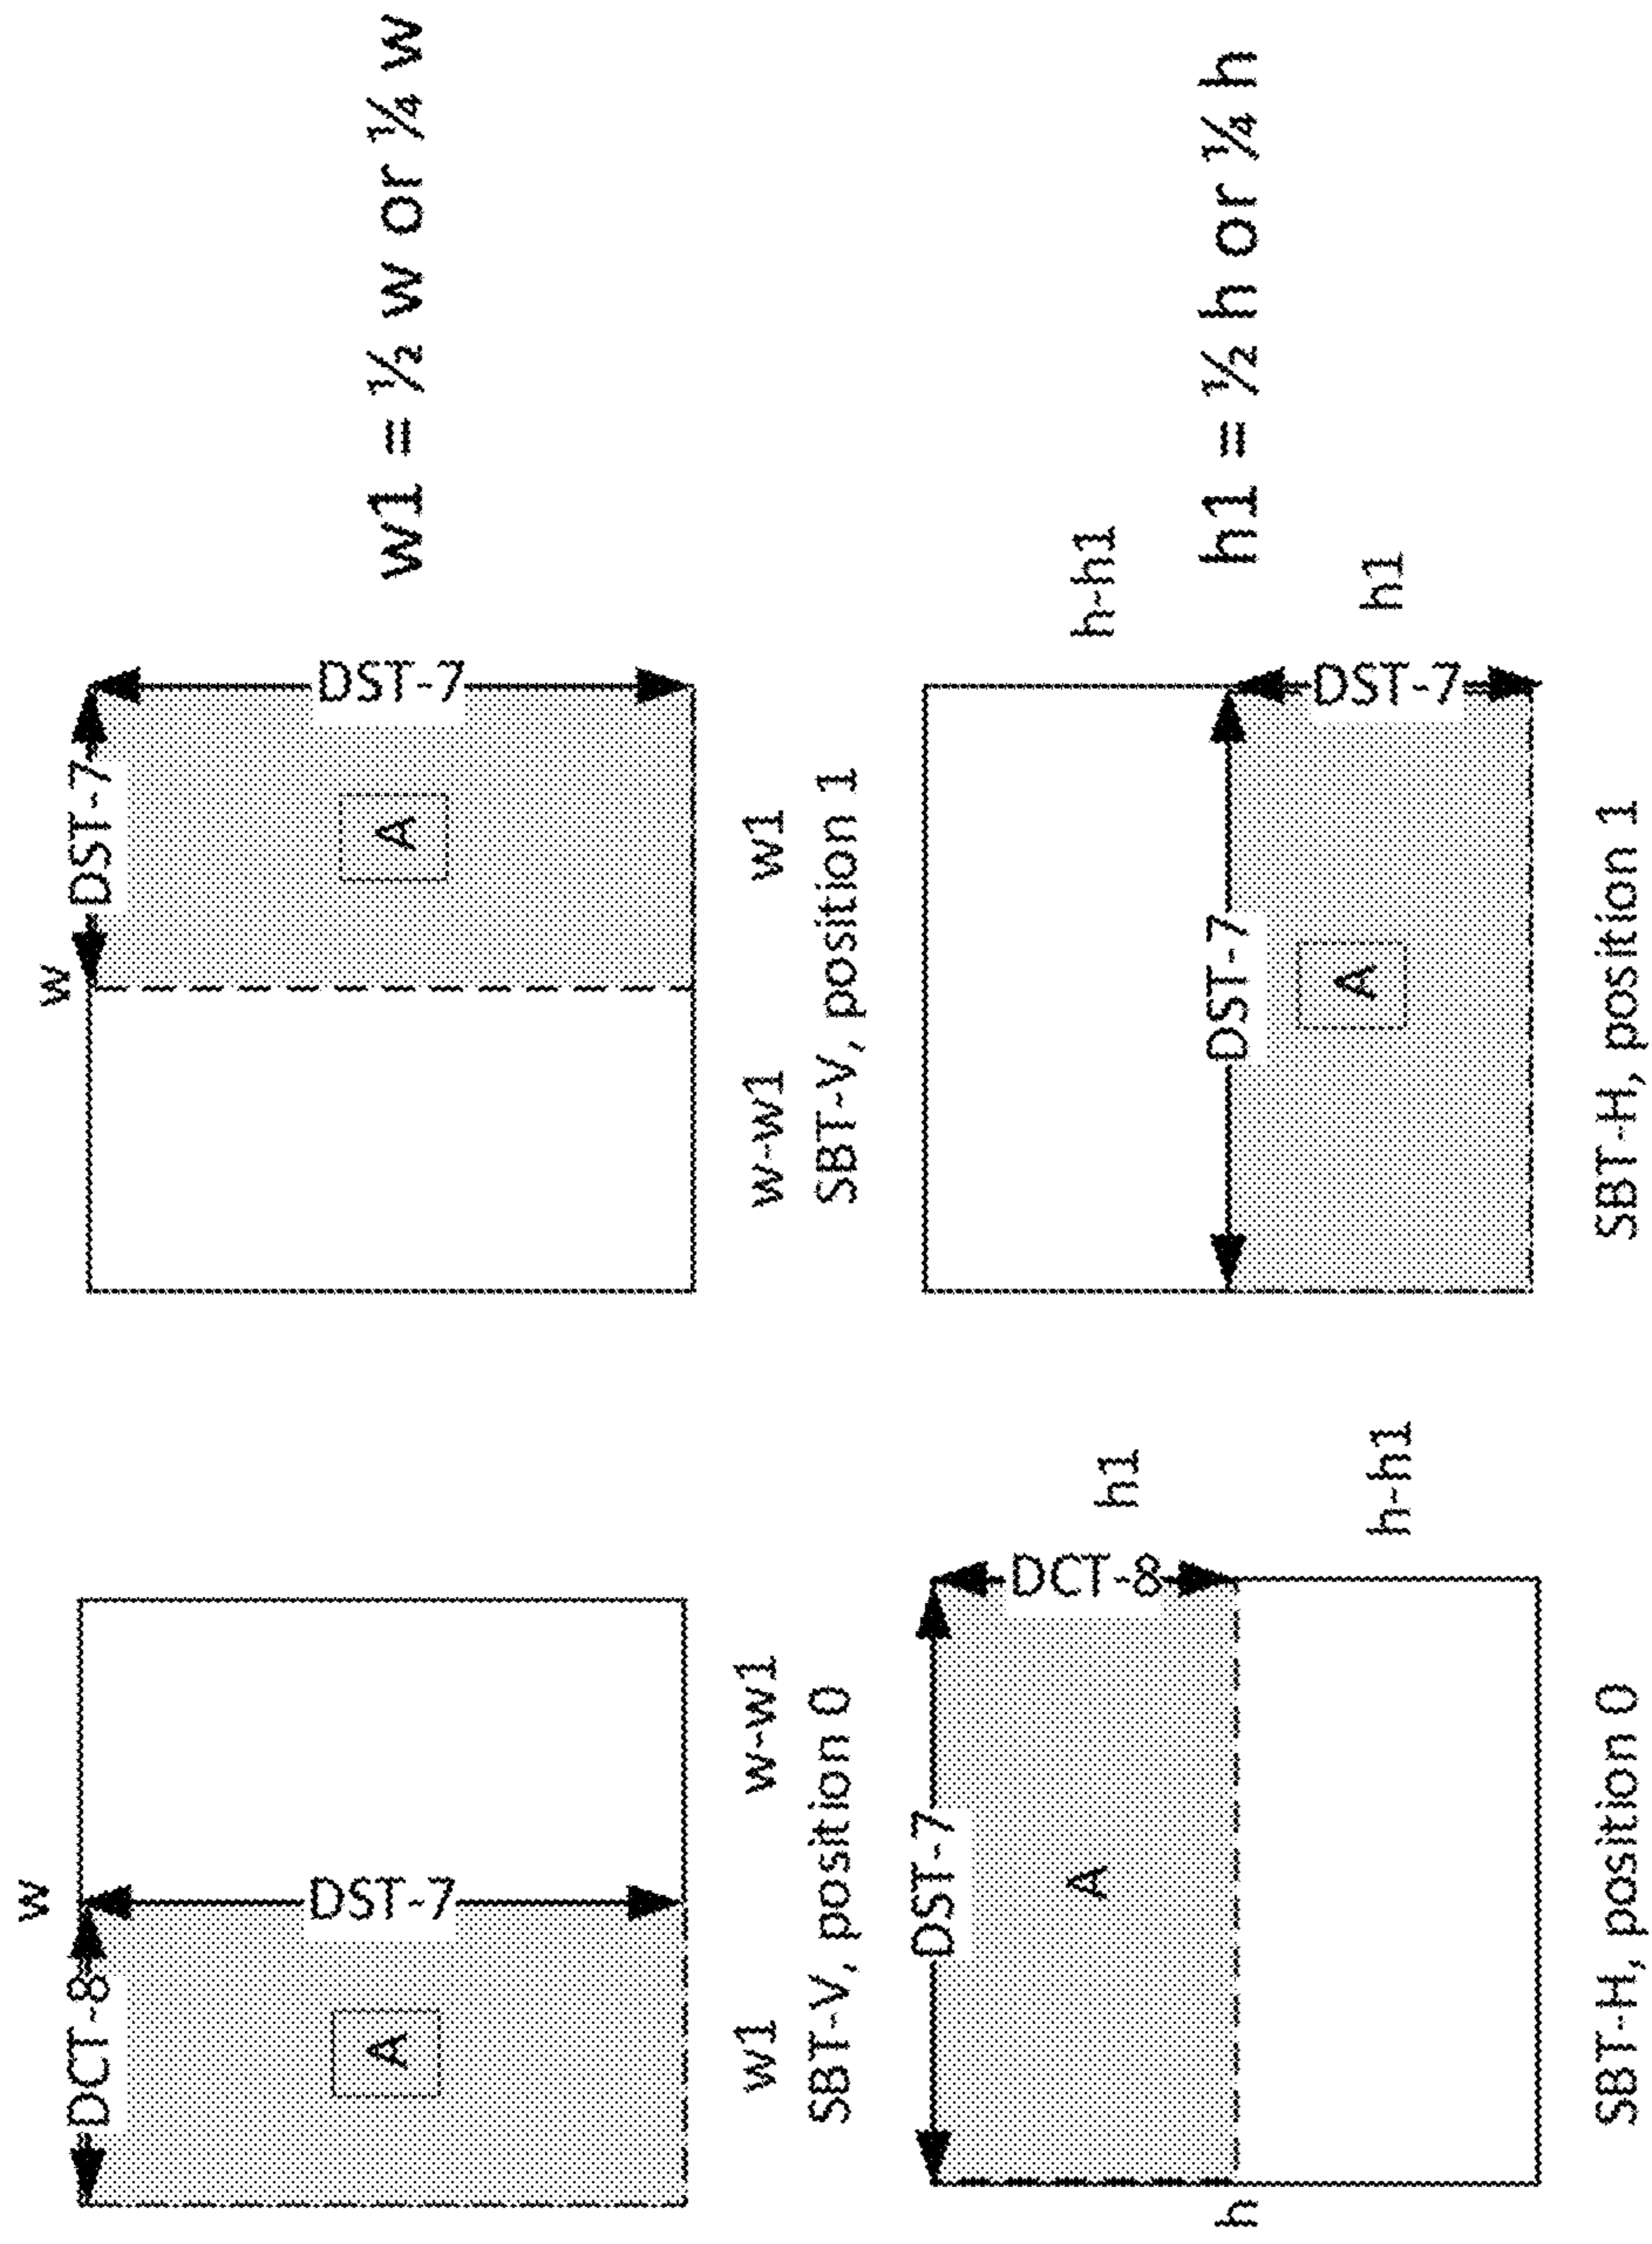 w
DCT-8
DST-7
A
w1
w-w1
SBT-V, position 0
w
DST-7
DST-7
A
w-w1
w1
SBT-V, position 1
w1 = ½ w or ¼ w
h
DST-7
DCT-8
A
h1
h-h1
SBT-H, position 0
DST-7
DST-7
A
h-h1
h1
SBT-H, position 1
h1 = ½ h or ¼ h